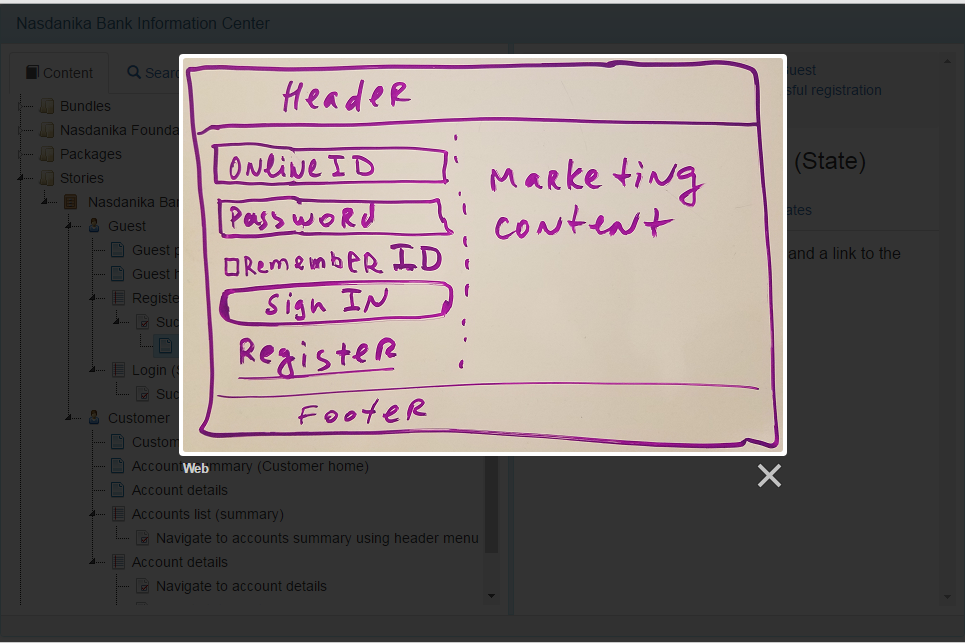 Nasdanika Bank Information Center
Content
Sear
Bundles
Nasdanika Founda
Packages
Stories
Nasdanika Ban
Guest
Guest
Guest
Registe
Suc
Login
Suc
Customer
Custom
Account summary (Customer home)
Account details
Accounts list (summary)
Navigate to accounts summary using header menu
Account details
Navigate to account details
uest
sful registration
(State)
ates
and a link to the
Header
Online ID
Password
Remember ID
Sign IN
Register
Marketing
content
Footer
Web